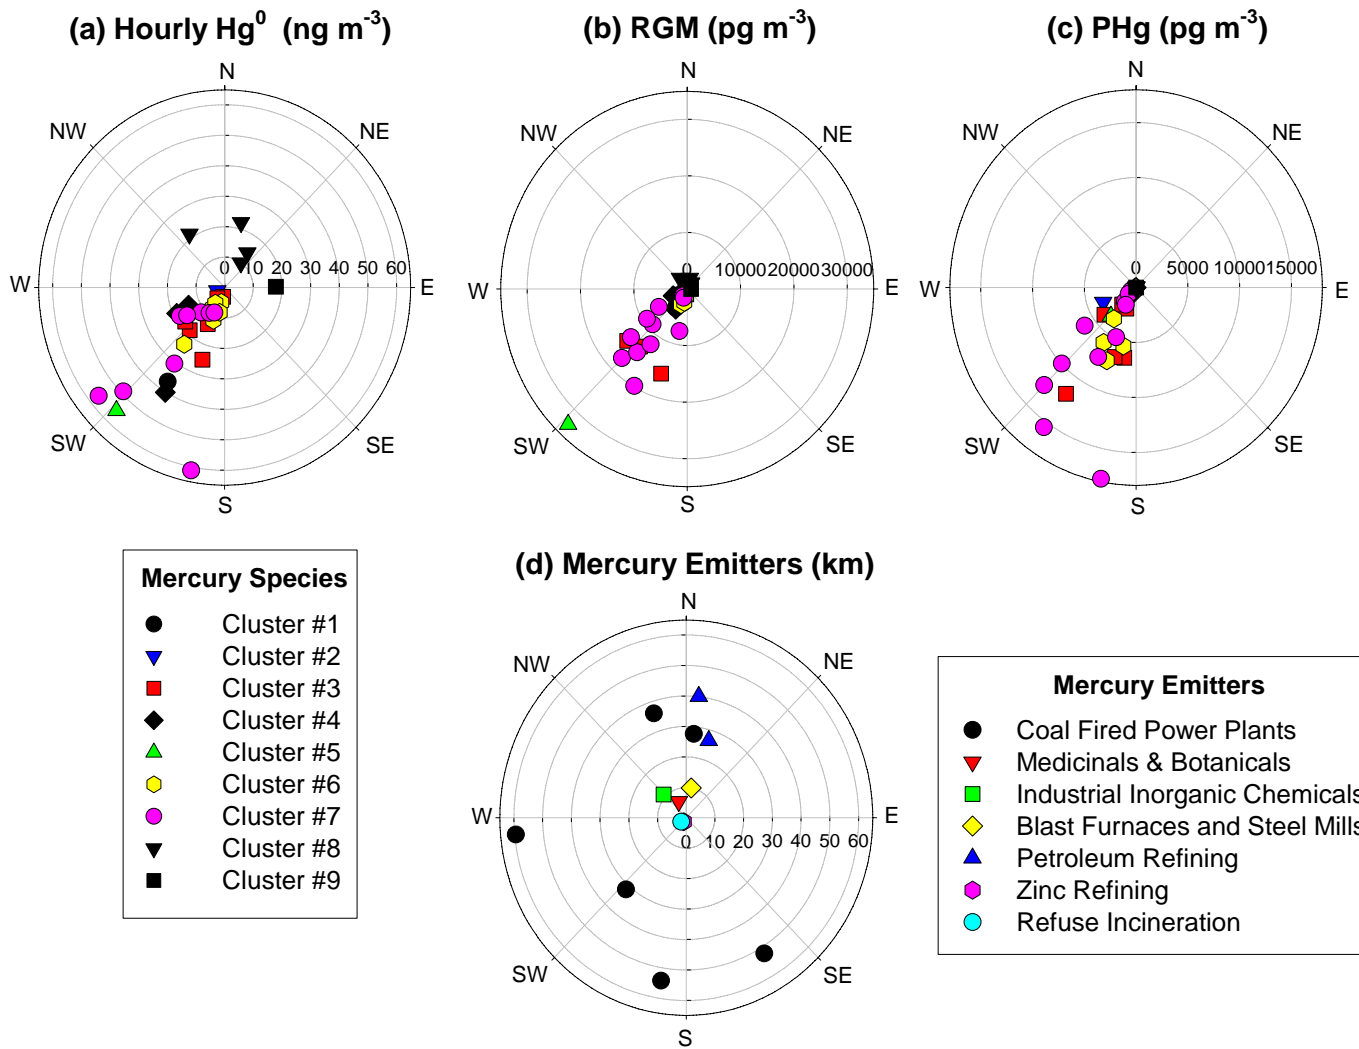 (a) Hourly Hg⁰ (ng m⁻³)
(b) RGM (pg m⁻³)
(c) PHg (pg m⁻³)
N
NE
E
SE
S
SW
W
NW
0 10 20 30 40 50 60
N
NE
E
SE
S
SW
W
NW
0 10000 20000 30000
N
NE
E
SE
S
SW
W
NW
0 5000 10000 15000
Mercury Species
Cluster #1
Cluster #2
Cluster #3
Cluster #4
Cluster #5
Cluster #6
Cluster #7
Cluster #8
Cluster #9
(d) Mercury Emitters (km)
N
NE
E
SE
S
SW
W
NW
0 10 20 30 40 50 60
Mercury Emitters
Coal Fired Power Plants
Medicinals & Botanicals
Industrial Inorganic Chemicals
Blast Furnaces and Steel Mills
Petroleum Refining
Zinc Refining
Refuse Incineration